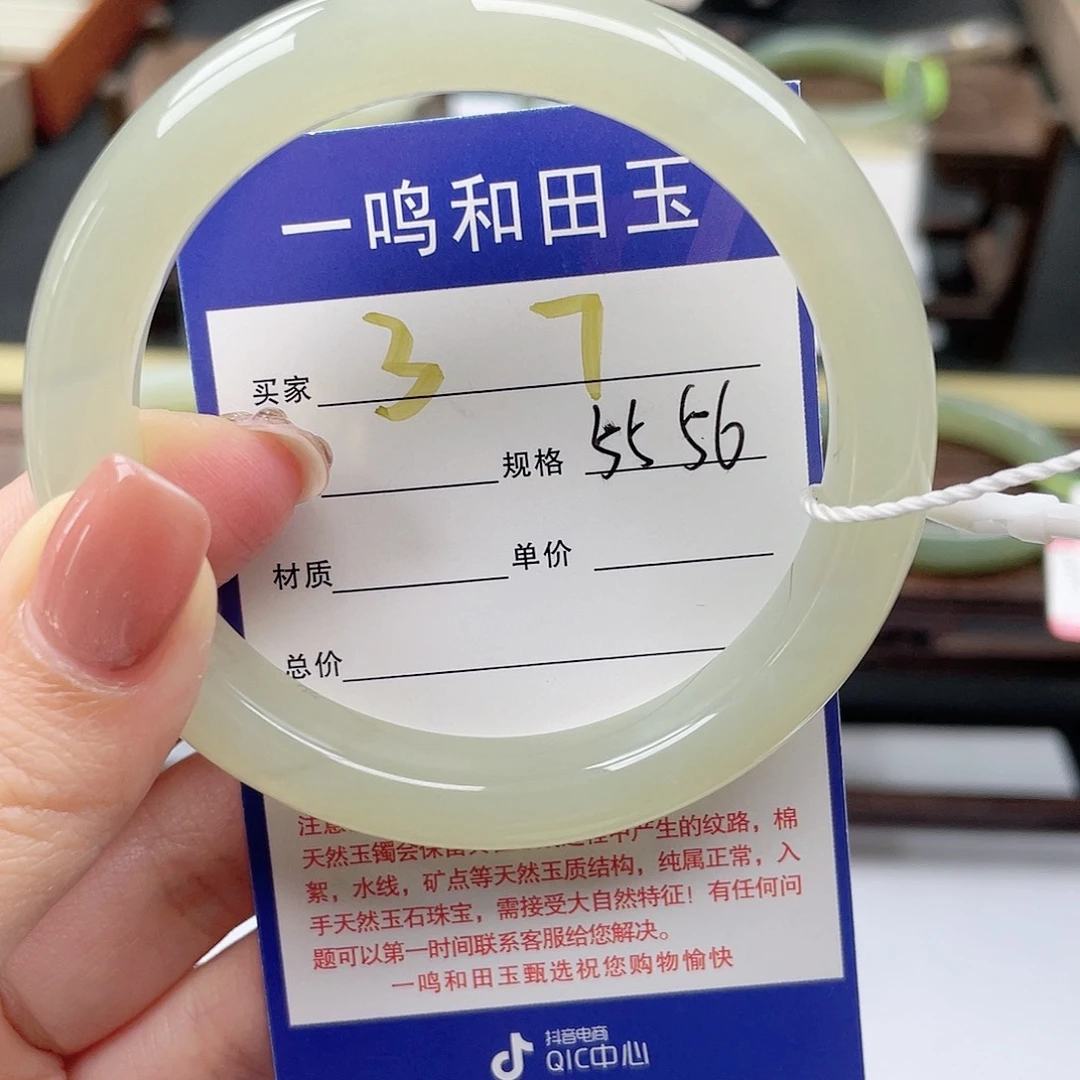 一鸣和田玉
买家 3 7
规格 55 56
材质 单价
总价
注意
天然玉镯会保留 产生的纹路，棉
絮，水线，矿点等天然玉质结构，纯属正常，入
手天然玉石珠宝，需接受大自然特征！有任何问
题可以第一时间联系客服给您解决。
一鸣和田玉甄选祝您购物愉快
抖音电商
QIC中心